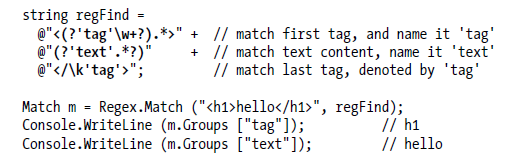 string regFind =
  @"<(?'tag'\w+?).*>" +  // match first tag, and name it 'tag'
  @"(?'text'.*?)"     +  // match text content, name it 'text'
  @"</\k'tag'>";         // match last tag, denoted by 'tag'
Match m = Regex.Match ("<h1>hello</h1>", regFind);
Console.WriteLine (m.Groups ["tag"]);       // h1
Console.WriteLine (m.Groups ["text"]);      // hello